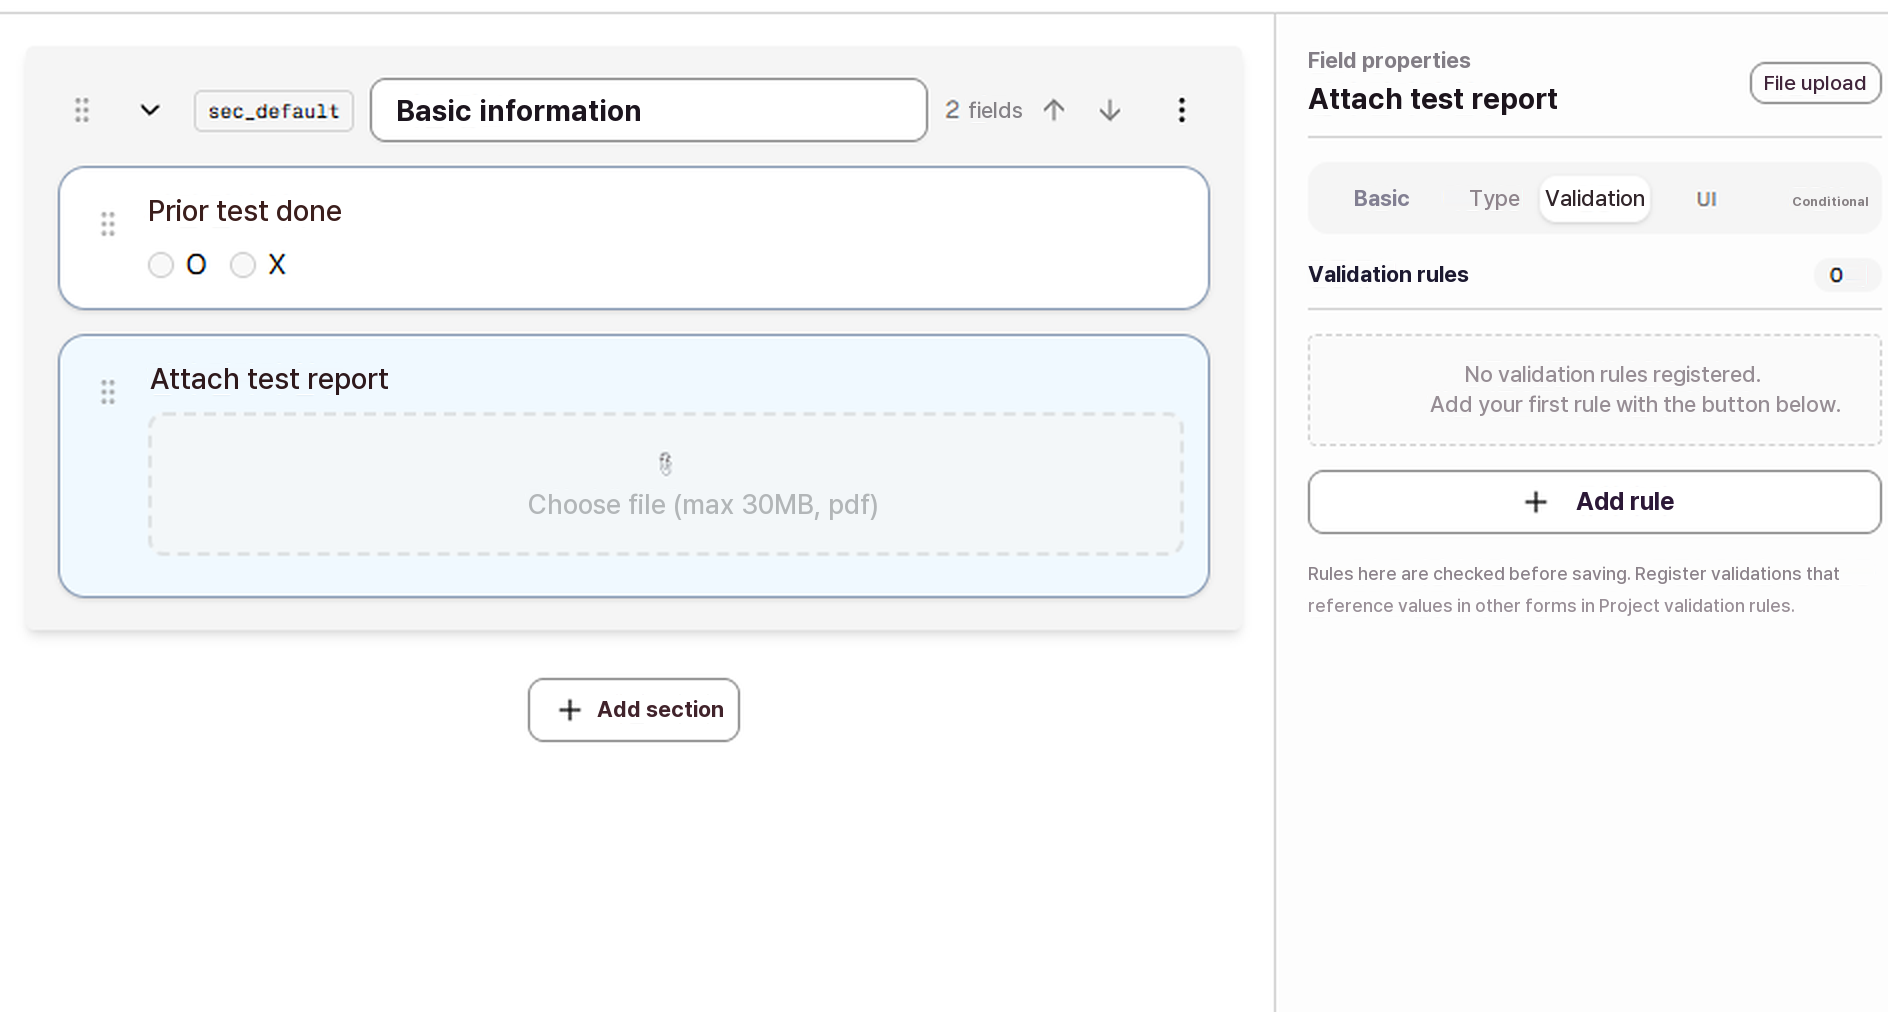 sec_default
Basic information
2 fields
Prior test done
O X
Attach test report
Choose file (max 30MB, pdf)
Add section
Field properties
Attach test report
File upload
Basic Type Validation UI Conditional
Validation rules
0
No validation rules registered.
Add your first rule with the button below.
Add rule
Rules here are checked before saving. Register validations that
reference values in other forms in Project validation rules.